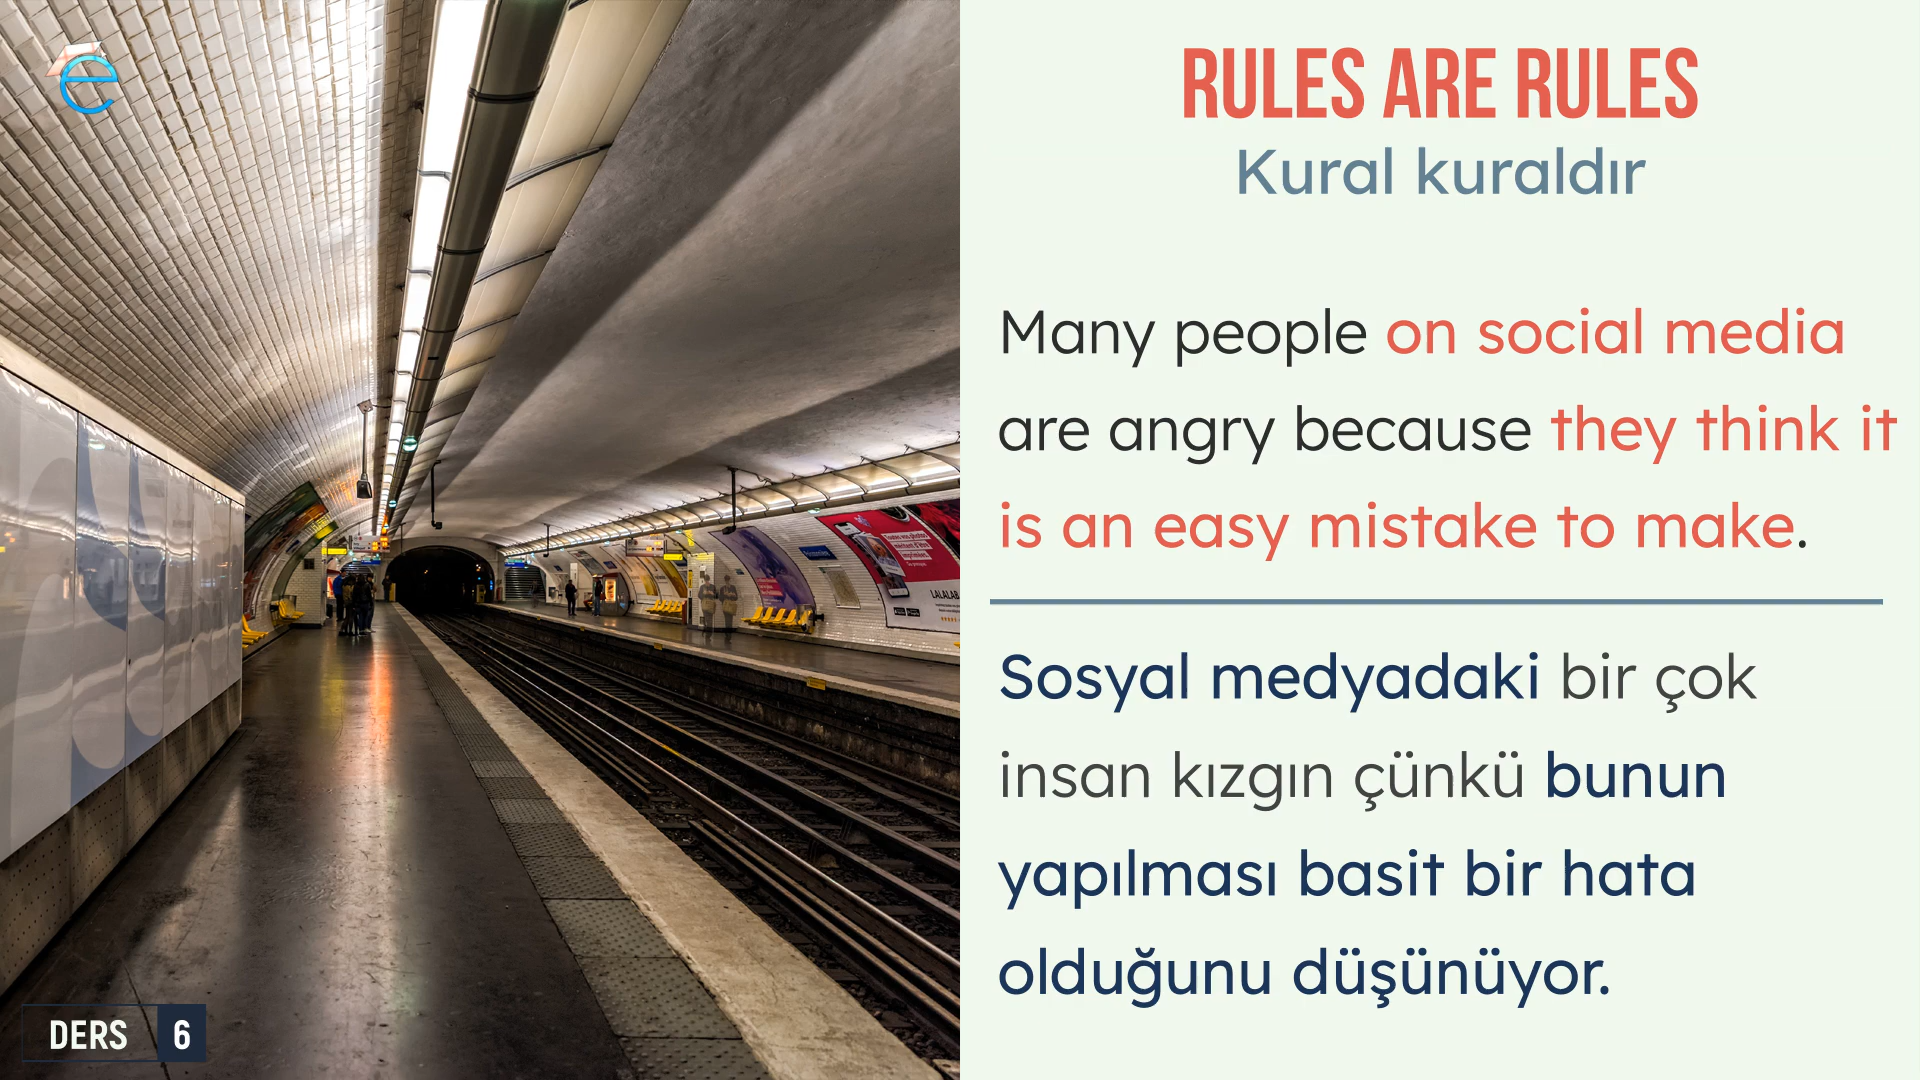 RULES ARE RULES
Kural kuraldır
Many people on social media
are angry because they think it
is an easy mistake to make.
Sosyal medyadaki bir çok
insan kızgın çünkü bunun
yapılması basit bir hata
olduğunu düşünüyor.
e
DERS 6
LALALAB